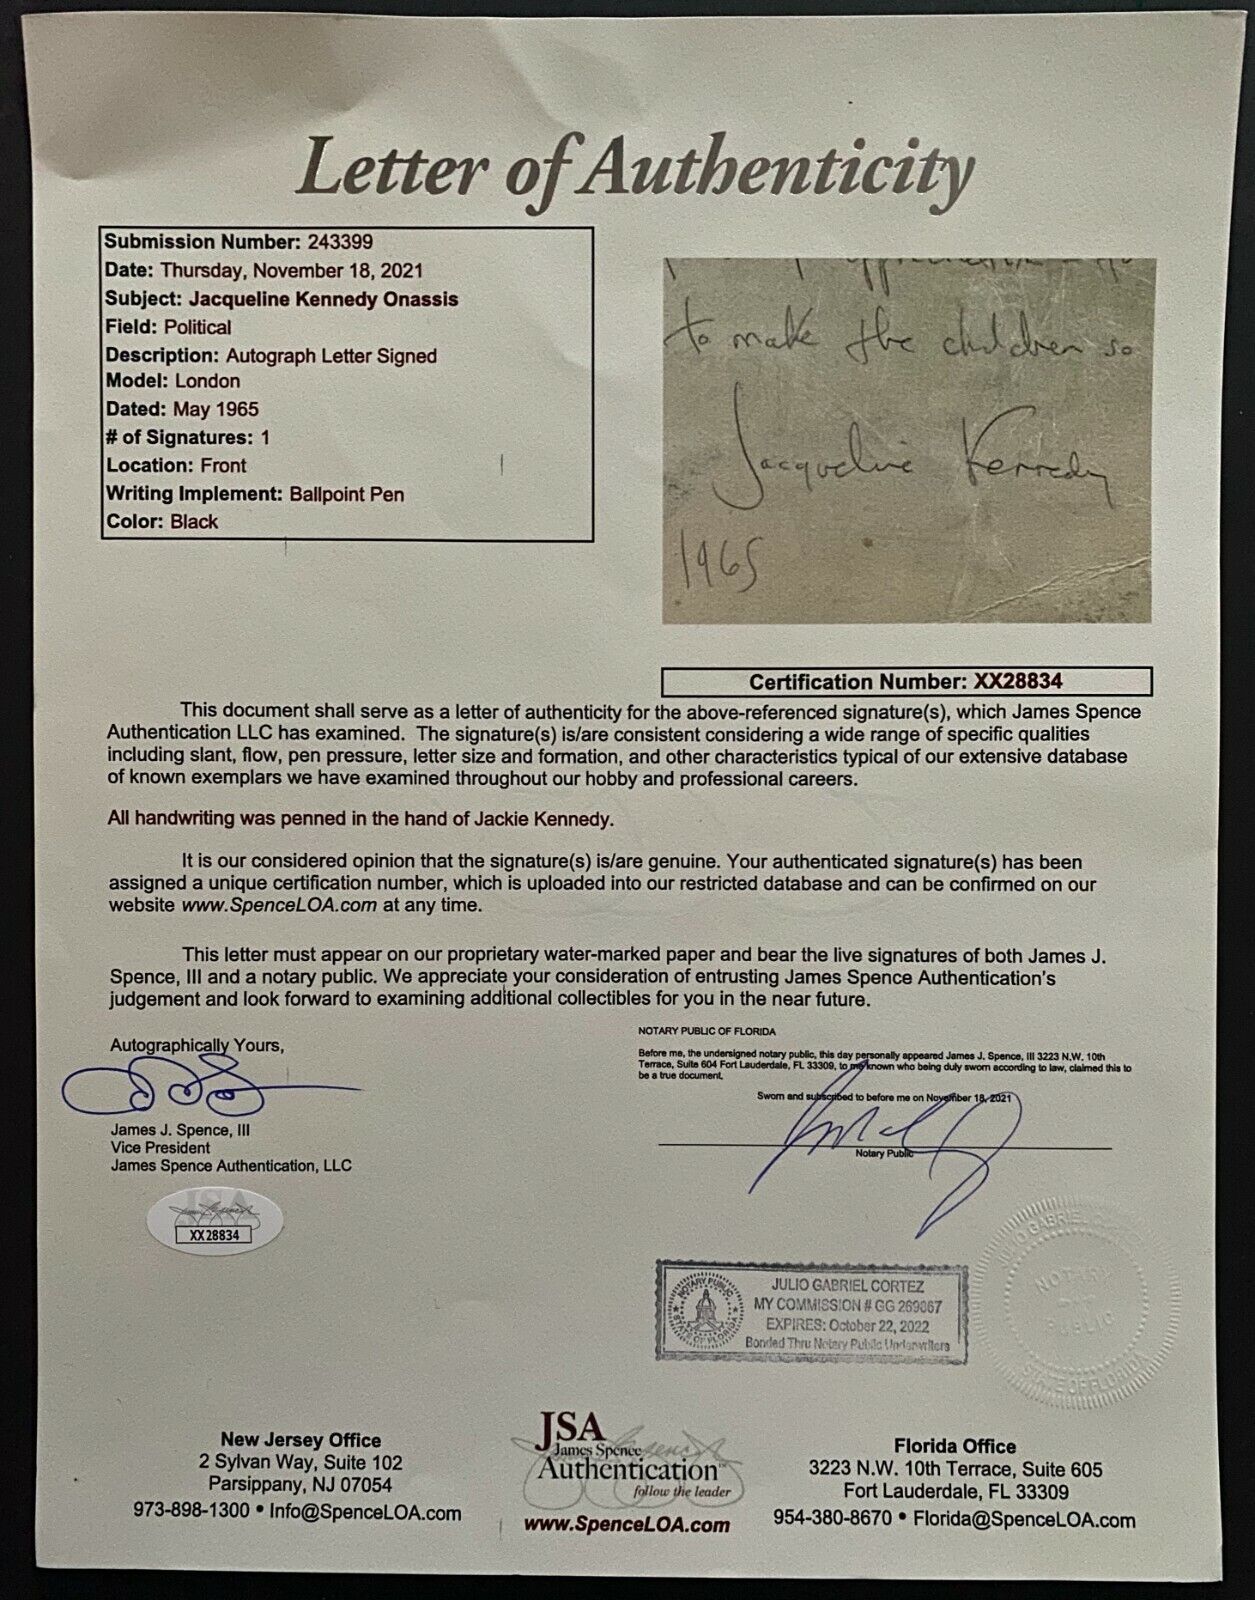 Letter of Authenticity
Submission Number: 243399
Date: Thursday, November 18, 2021
Subject: Jacqueline Kennedy Onassis
Field: Political
Description: Autograph Letter Signed
Model: London
Dated: May 1965
# of Signatures: 1
Location: Front
Writing Implement: Ballpoint Pen
Color: Black
to make the children so
Jacqueline Kennedy
1965
Certification Number: XX28834
This document shall serve as a letter of authenticity for the above-referenced signature(s), which James Spence
Authentication LLC has examined. The signature(s) is/are consistent considering a wide range of specific qualities
including slant, flow, pen pressure, letter size and formation, and other characteristics typical of our extensive database
of known exemplars we have examined throughout our hobby and professional careers.
All handwriting was penned in the hand of Jackie Kennedy.
It is our considered opinion that the signature(s) is/are genuine. Your authenticated signature(s) has been
assigned a unique certification number, which is uploaded into our restricted database and can be confirmed on our
website www.SpenceLOA.com at any time.
This letter must appear on our proprietary water-marked paper and bear the live signatures of both James J.
Spence, III and a notary public. We appreciate your consideration of entrusting James Spence Authentication's
judgement and look forward to examining additional collectibles for you in the near future.
Autographically Yours,
James J. Spence, III
Vice President
James Spence Authentication, LLC
JSA
XX28834
NOTARY PUBLIC OF FLORIDA
Before me, the undersigned notary public, this day personally appeared James J. Spence, III 3223 N.W. 10th
Terrace, Suite 604 Fort Lauderdale, FL 33309, to me known who being duly sworn according to law, claimed this to
be a true document.
Sworn and subscribed to before me on November 18, 2021
Notary Public
NOTARY PUBLIC
STATE OF FLORIDA
JULIO GABRIEL CORTEZ
MY COMMISSION # GG 269067
EXPIRES: October 22, 2022
Bonded Thru Notary Public Underwriters
JULIO GABRIEL
NOTARY
PUBLIC
STATE OF FLORIDA
New Jersey Office
2 Sylvan Way, Suite 102
Parsippany, NJ 07054
973-898-1300 • Info@SpenceLOA.com
JSA
James Spence
Authentication™
follow the leader
www.SpenceLOA.com
Florida Office
3223 N.W. 10th Terrace, Suite 605
Fort Lauderdale, FL 33309
954-380-8670 • Florida@SpenceLOA.com